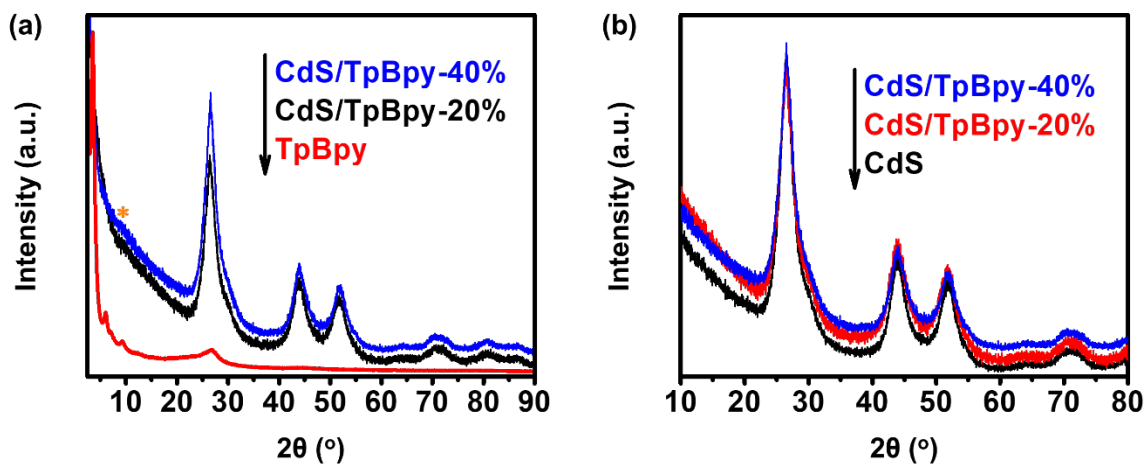 (a)
Intensity (a.u.)
CdS/TpBpy-40%
CdS/TpBpy-20%
TpBpy
*
10 20 30 40 50 60 70 80 90
2θ (°)
(b)
Intensity (a.u.)
CdS/TpBpy-40%
CdS/TpBpy-20%
CdS
10 20 30 40 50 60 70 80
2θ (°)